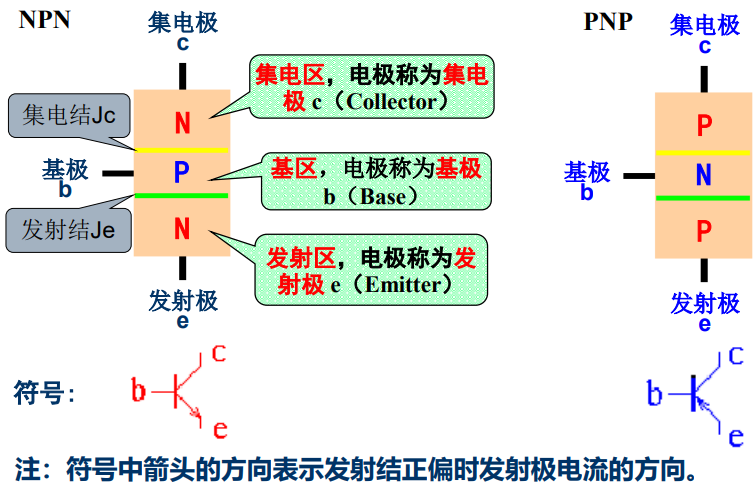 NPN
集电极
c
集电区，电极称为集电
极 c（Collector）
N
集电结Jc
基极
b
P
基区，电极称为基极
b（Base）
发射结Je
N
发射区，电极称为发
射极 e（Emitter）
发射极
e
PNP
集电极
c
P
基极
b
N
P
发射极
e
符号:
b
c
e
b
c
e
注：符号中箭头的方向表示发射结正偏时发射极电流的方向。